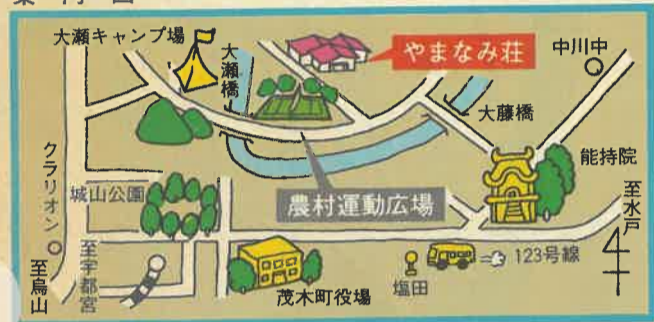 大瀬キャンプ場
大瀬橋
やまなみ荘
中川中
大藤橋
能持院
至水戸
農村運動広場
城山公園
クラリオン
至宇都宮
至烏山
茂木町役場
塩田
123号線